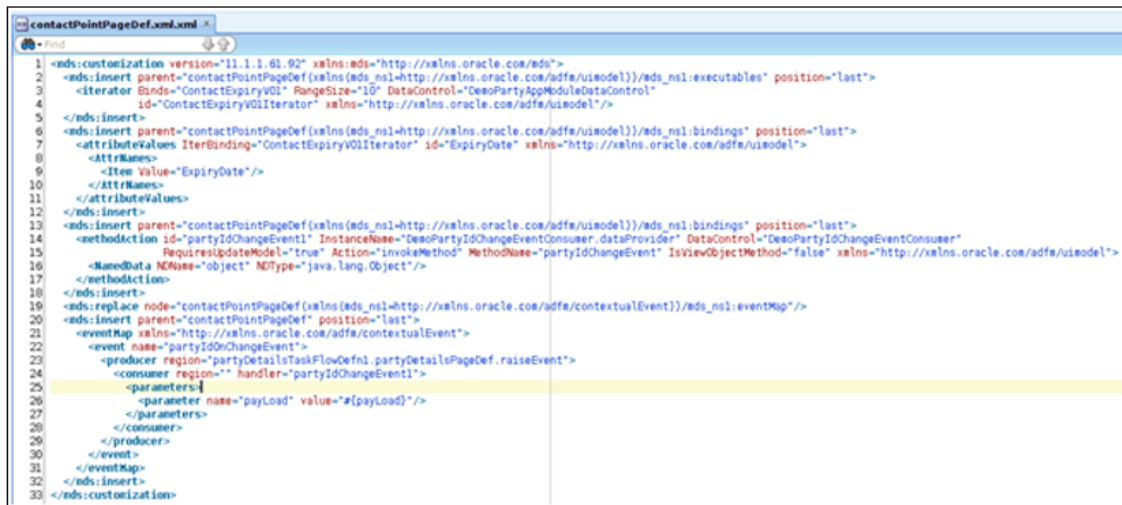 contactPointPageDef.xml.xml ×
Find
1 <mds:customization version="11.1.1.61.92" xmlns:mds="http://xmlns.oracle.com/mds">
2 <mds:insert parent="contactPointPageDef(xmlns(mds_ns1=http://xmlns.oracle.com/adfm/uimodel))/mds_ns1:executables" position="last">
3 <iterator Binds="ContactExpiryVO1" RangeSize="10" DataControl="DemoPartyAppModuleDataControl"
4 id="ContactExpiryVO1Iterator" xmlns="http://xmlns.oracle.com/adfm/uimodel"/>
5 </mds:insert>
6 <mds:insert parent="contactPointPageDef(xmlns(mds_ns1=http://xmlns.oracle.com/adfm/uimodel))/mds_ns1:bindings" position="last">
7 <attributeValues IterBinding="ContactExpiryVO1Iterator" id="ExpiryDate" xmlns="http://xmlns.oracle.com/adfm/uimodel">
8 <AttrNames>
9 <Item Value="ExpiryDate"/>
10 </AttrNames>
11 </attributeValues>
12 </mds:insert>
13 <mds:insert parent="contactPointPageDef(xmlns(mds_ns1=http://xmlns.oracle.com/adfm/uimodel))/mds_ns1:bindings" position="last">
14 <methodAction id="partyIdChangeEvent1" InstanceName="DemoPartyIdChangeEventConsumer.dataProvider" DataControl="DemoPartyIdChangeEventConsumer"
15 RequiresUpdateModel="true" Action="invokeMethod" MethodName="partyIdChangeEvent" IsViewObjectMethod="false" xmlns="http://xmlns.oracle.com/adfm/uimodel">
16 <NamedData NDName="object" NDType="java.lang.Object"/>
17 </methodAction>
18 </mds:insert>
19 <mds:replace node="contactPointPageDef(xmlns(mds_ns1=http://xmlns.oracle.com/adfm/contextualEvent))/mds_ns1:eventMap"/>
20 <mds:insert parent="contactPointPageDef" position="last">
21 <eventMap xmlns="http://xmlns.oracle.com/adfm/contextualEvent">
22 <event name="partyIdOnChangeEvent">
23 <producer region="partyDetailsTaskFlowDefn1.partyDetailsPageDef.raiseEvent">
24 <consumer region="" handler="partyIdChangeEvent1">
25 <parameters>
26 <parameter name="payLoad" value="#{payLoad}"/>
27 </parameters>
28 </consumer>
29 </producer>
30 </event>
31 </eventMap>
32 </mds:insert>
33 </mds:customization>